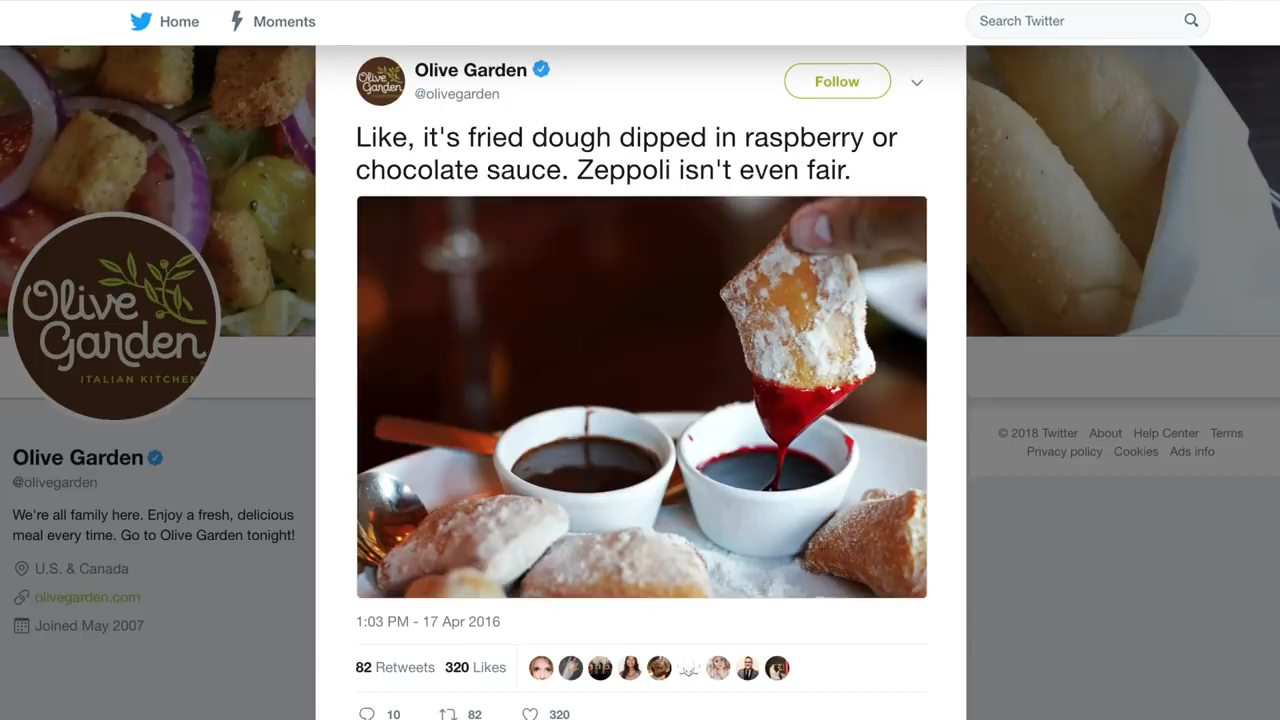 Home
Moments
Search Twitter
Olive Garden
@olivegarden
Follow
Olive Garden
Like, it's fried dough dipped in raspberry or
chocolate sauce. Zeppoli isn't even fair.
1:03 PM - 17 Apr 2016
82 Retweets 320 Likes
10 82 320
Olive
Garden
ITALIAN KITCHEN
Olive Garden
@olivegarden
We're all family here. Enjoy a fresh, delicious
meal every time. Go to Olive Garden tonight!
U.S. & Canada
olivegarden.com
Joined May 2007
© 2018 Twitter About Help Center Terms
Privacy policy Cookies Ads info